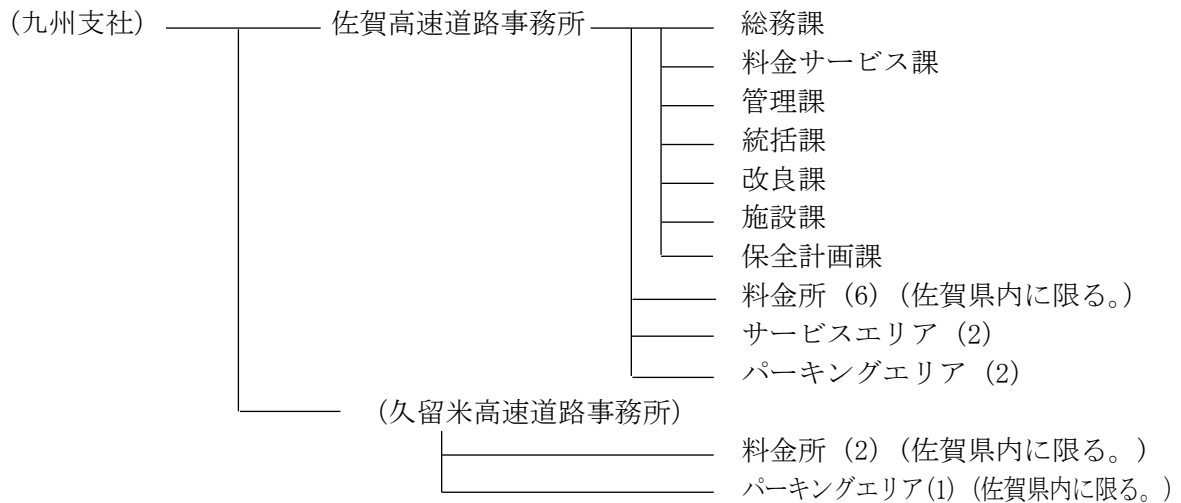 (九州支社) 佐賀高速道路事務所 総務課
料金サービス課
管理課
統括課
改良課
施設課
保全計画課
料金所 (6) (佐賀県内に限る。)
サービスエリア (2)
パーキングエリア (2)
(久留米高速道路事務所)
料金所 (2) (佐賀県内に限る。)
パーキングエリア(1) (佐賀県内に限る。)